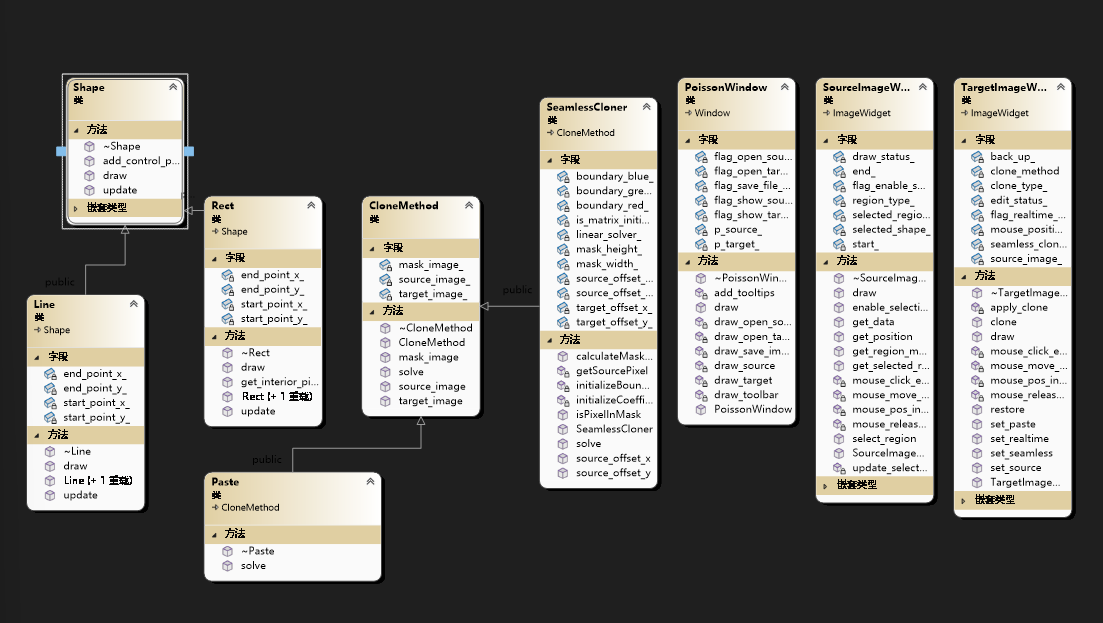 Shape
类
方法
~Shape
add_control_p...
draw
update
嵌套类型
public
Line
类
Shape
字段
end_point_x_
end_point_y_
start_point_x_
start_point_y_
方法
~Line
draw
Line (+ 1 重载)
update
Rect
类
Shape
字段
end_point_x_
end_point_y_
start_point_x_
start_point_y_
方法
~Rect
draw
get_interior_pi...
Rect (+ 1 重载)
update
public
Paste
类
CloneMethod
方法
~Paste
solve
CloneMethod
类
字段
mask_image_
source_image_
target_image_
方法
~CloneMethod
CloneMethod
mask_image
solve
source_image
target_image
public
SeamlessCloner
类
CloneMethod
字段
boundary_blue_
boundary_gre...
boundary_red_
is_matrix_initi...
linear_solver_
mask_height_
mask_width_
source_offset_...
source_offset_...
target_offset_x_
target_offset_y_
方法
calculateMask...
getSourcePixel
initializeBoun...
initializeCoeffi...
isPixelInMask
SeamlessCloner
solve
source_offset_x
source_offset_y
PoissonWindow
类
Window
字段
flag_open_sou...
flag_open_tar...
flag_save_file_...
flag_show_sou...
flag_show_tar...
p_source_
p_target_
方法
~PoissonWin...
add_tooltips
draw
draw_open_so...
draw_open_ta...
draw_save_im...
draw_source
draw_target
draw_toolbar
PoissonWindow
SourceImageW...
类
ImageWidget
字段
draw_status_
end_
flag_enable_s...
region_type_
selected_regio...
selected_shape_
start_
方法
~SourceImag...
draw
enable_selecti...
get_data
get_position
get_region_m...
get_selected_r...
mouse_click_e...
mouse_move_...
mouse_pos_in...
mouse_releas...
select_region
SourceImage...
update_select...
嵌套类型
TargetImageW...
类
ImageWidget
字段
back_up_
clone_method
clone_type_
edit_status_
flag_realtime_...
mouse_positi...
seamless_clon...
source_image_
方法
~TargetImage...
apply_clone
clone
draw
mouse_click_e...
mouse_move_...
mouse_pos_in...
mouse_releas...
restore
set_paste
set_realtime
set_seamless
set_source
TargetImage...
嵌套类型